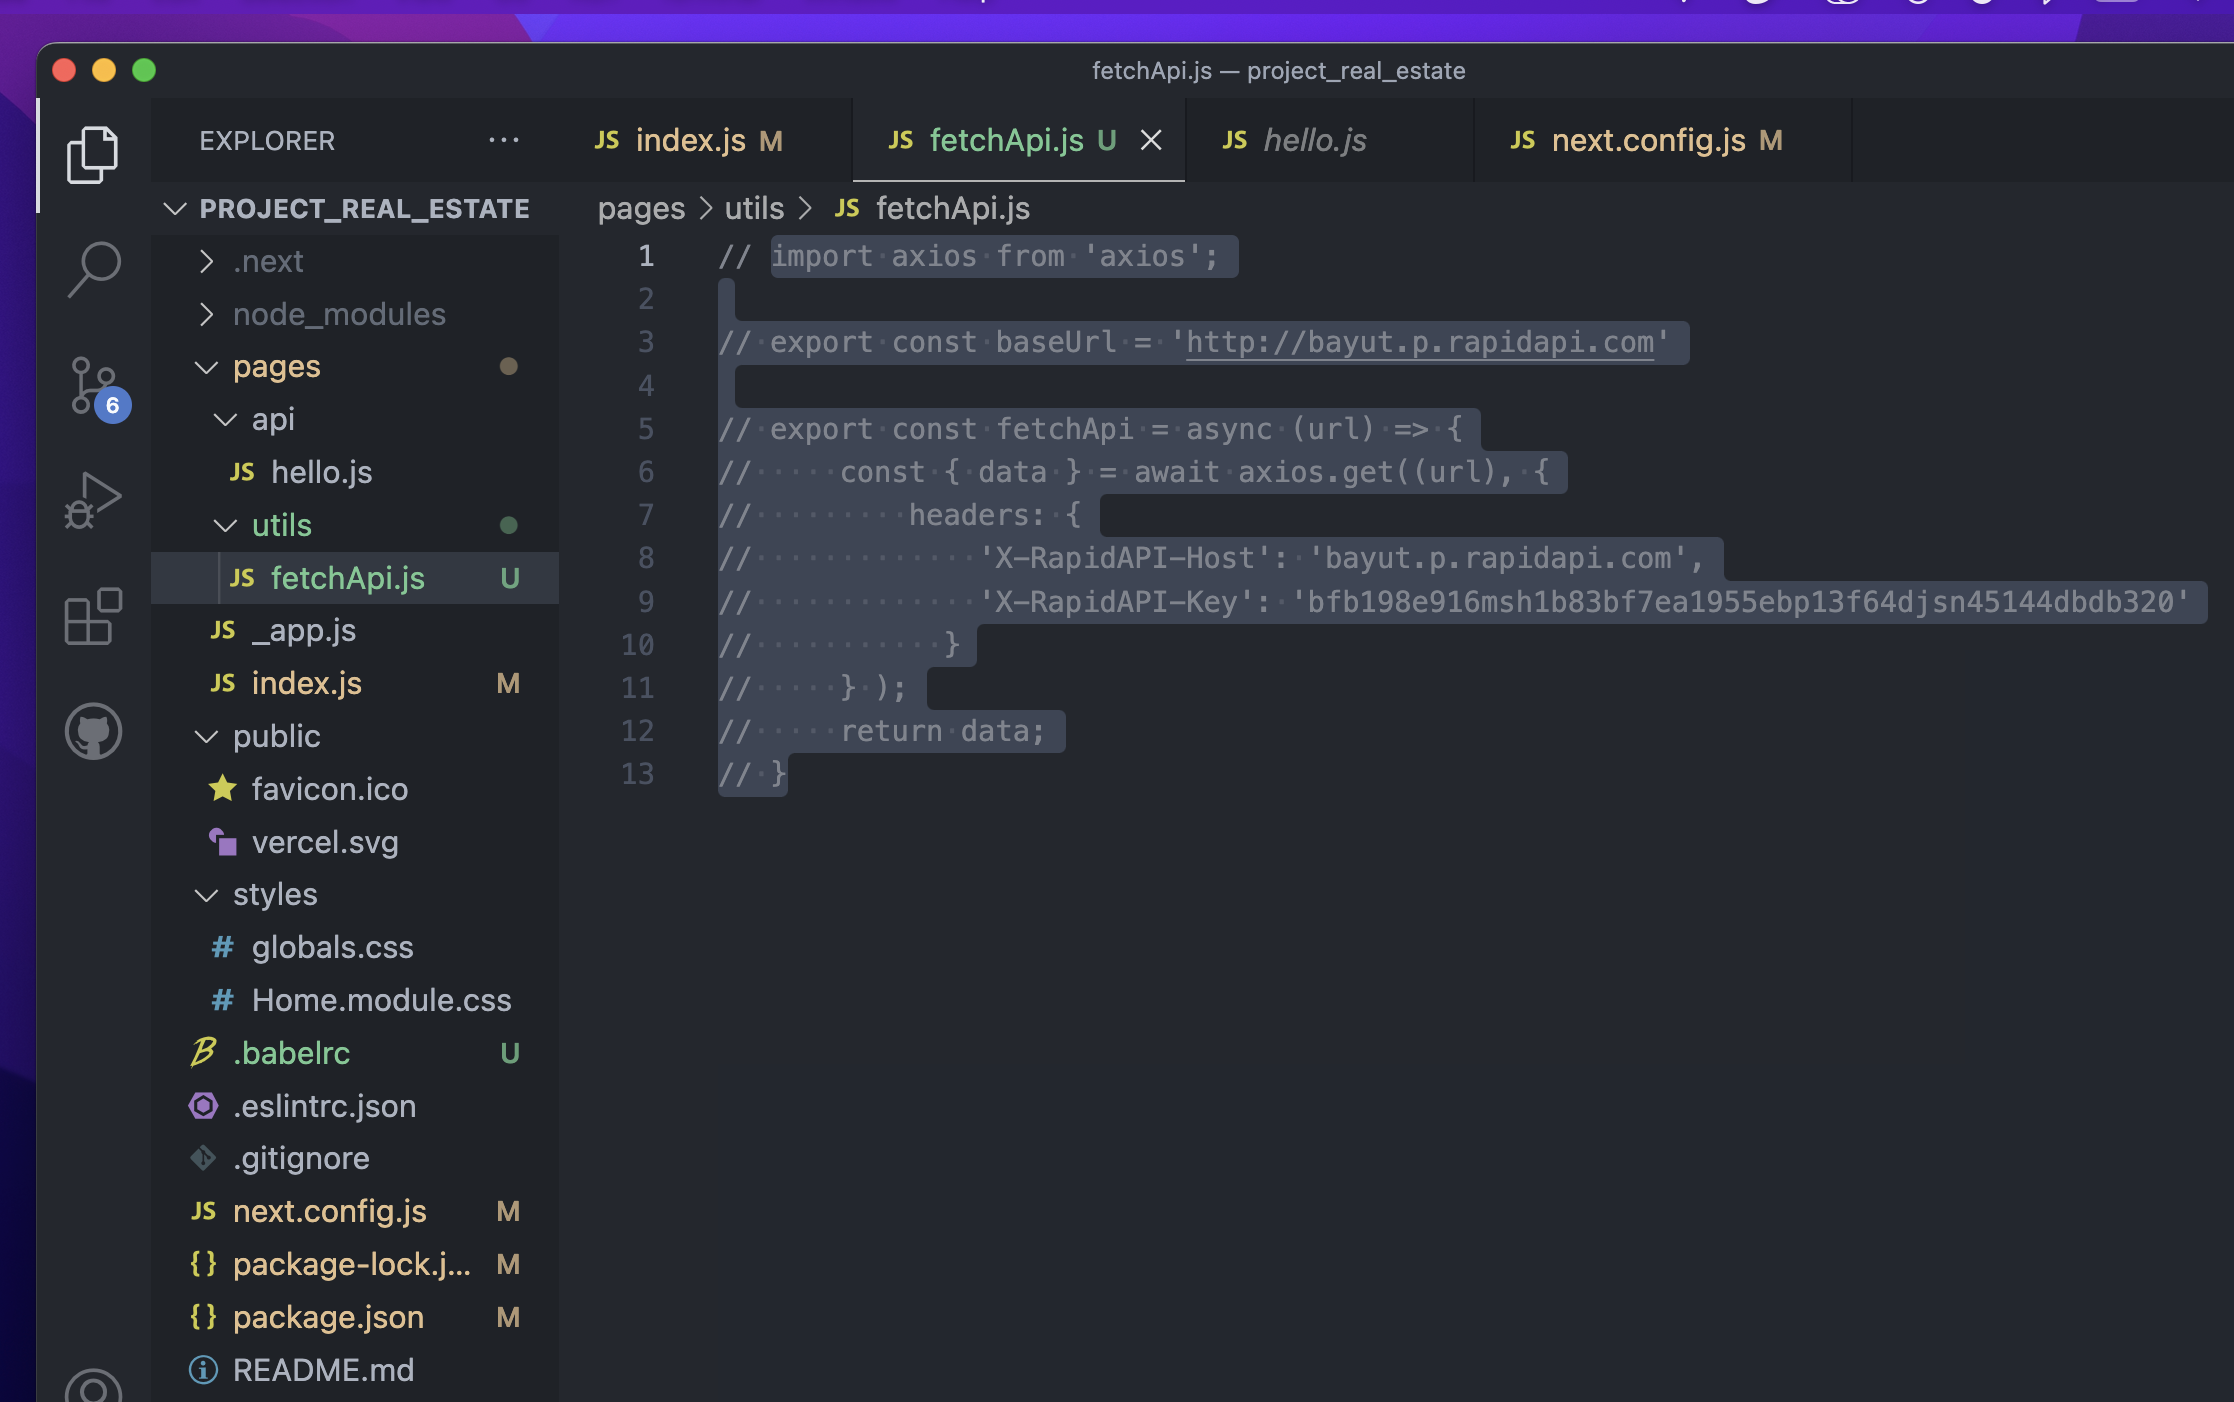 fetchApi.js — project_real_estate
EXPLORER
JS index.js M
JS fetchApi.js U
JS hello.js
JS next.config.js M
PROJECT_REAL_ESTATE
pages > utils > JS fetchApi.js
.next
node_modules
pages
api
JS hello.js
utils
JS fetchApi.js U
JS _app.js
JS index.js M
public
favicon.ico
vercel.svg
styles
# globals.css
# Home.module.css
.babelrc U
.eslintrc.json
.gitignore
JS next.config.js M
{} package-lock.j... M
{} package.json M
README.md
6
1 // import axios from 'axios';
2
3 // export const baseUrl = 'http://bayut.p.rapidapi.com'
4
5 // export const fetchApi = async (url) => {
6 //     const { data } = await axios.get((url), {
7 //         headers: {
8 //             'X-RapidAPI-Host': 'bayut.p.rapidapi.com',
9 //             'X-RapidAPI-Key': 'bfb198e916msh1b83bf7ea1955ebp13f64djsn45144dbdb320'
10 //           }
11 //     } );
12 //     return data;
13 // }